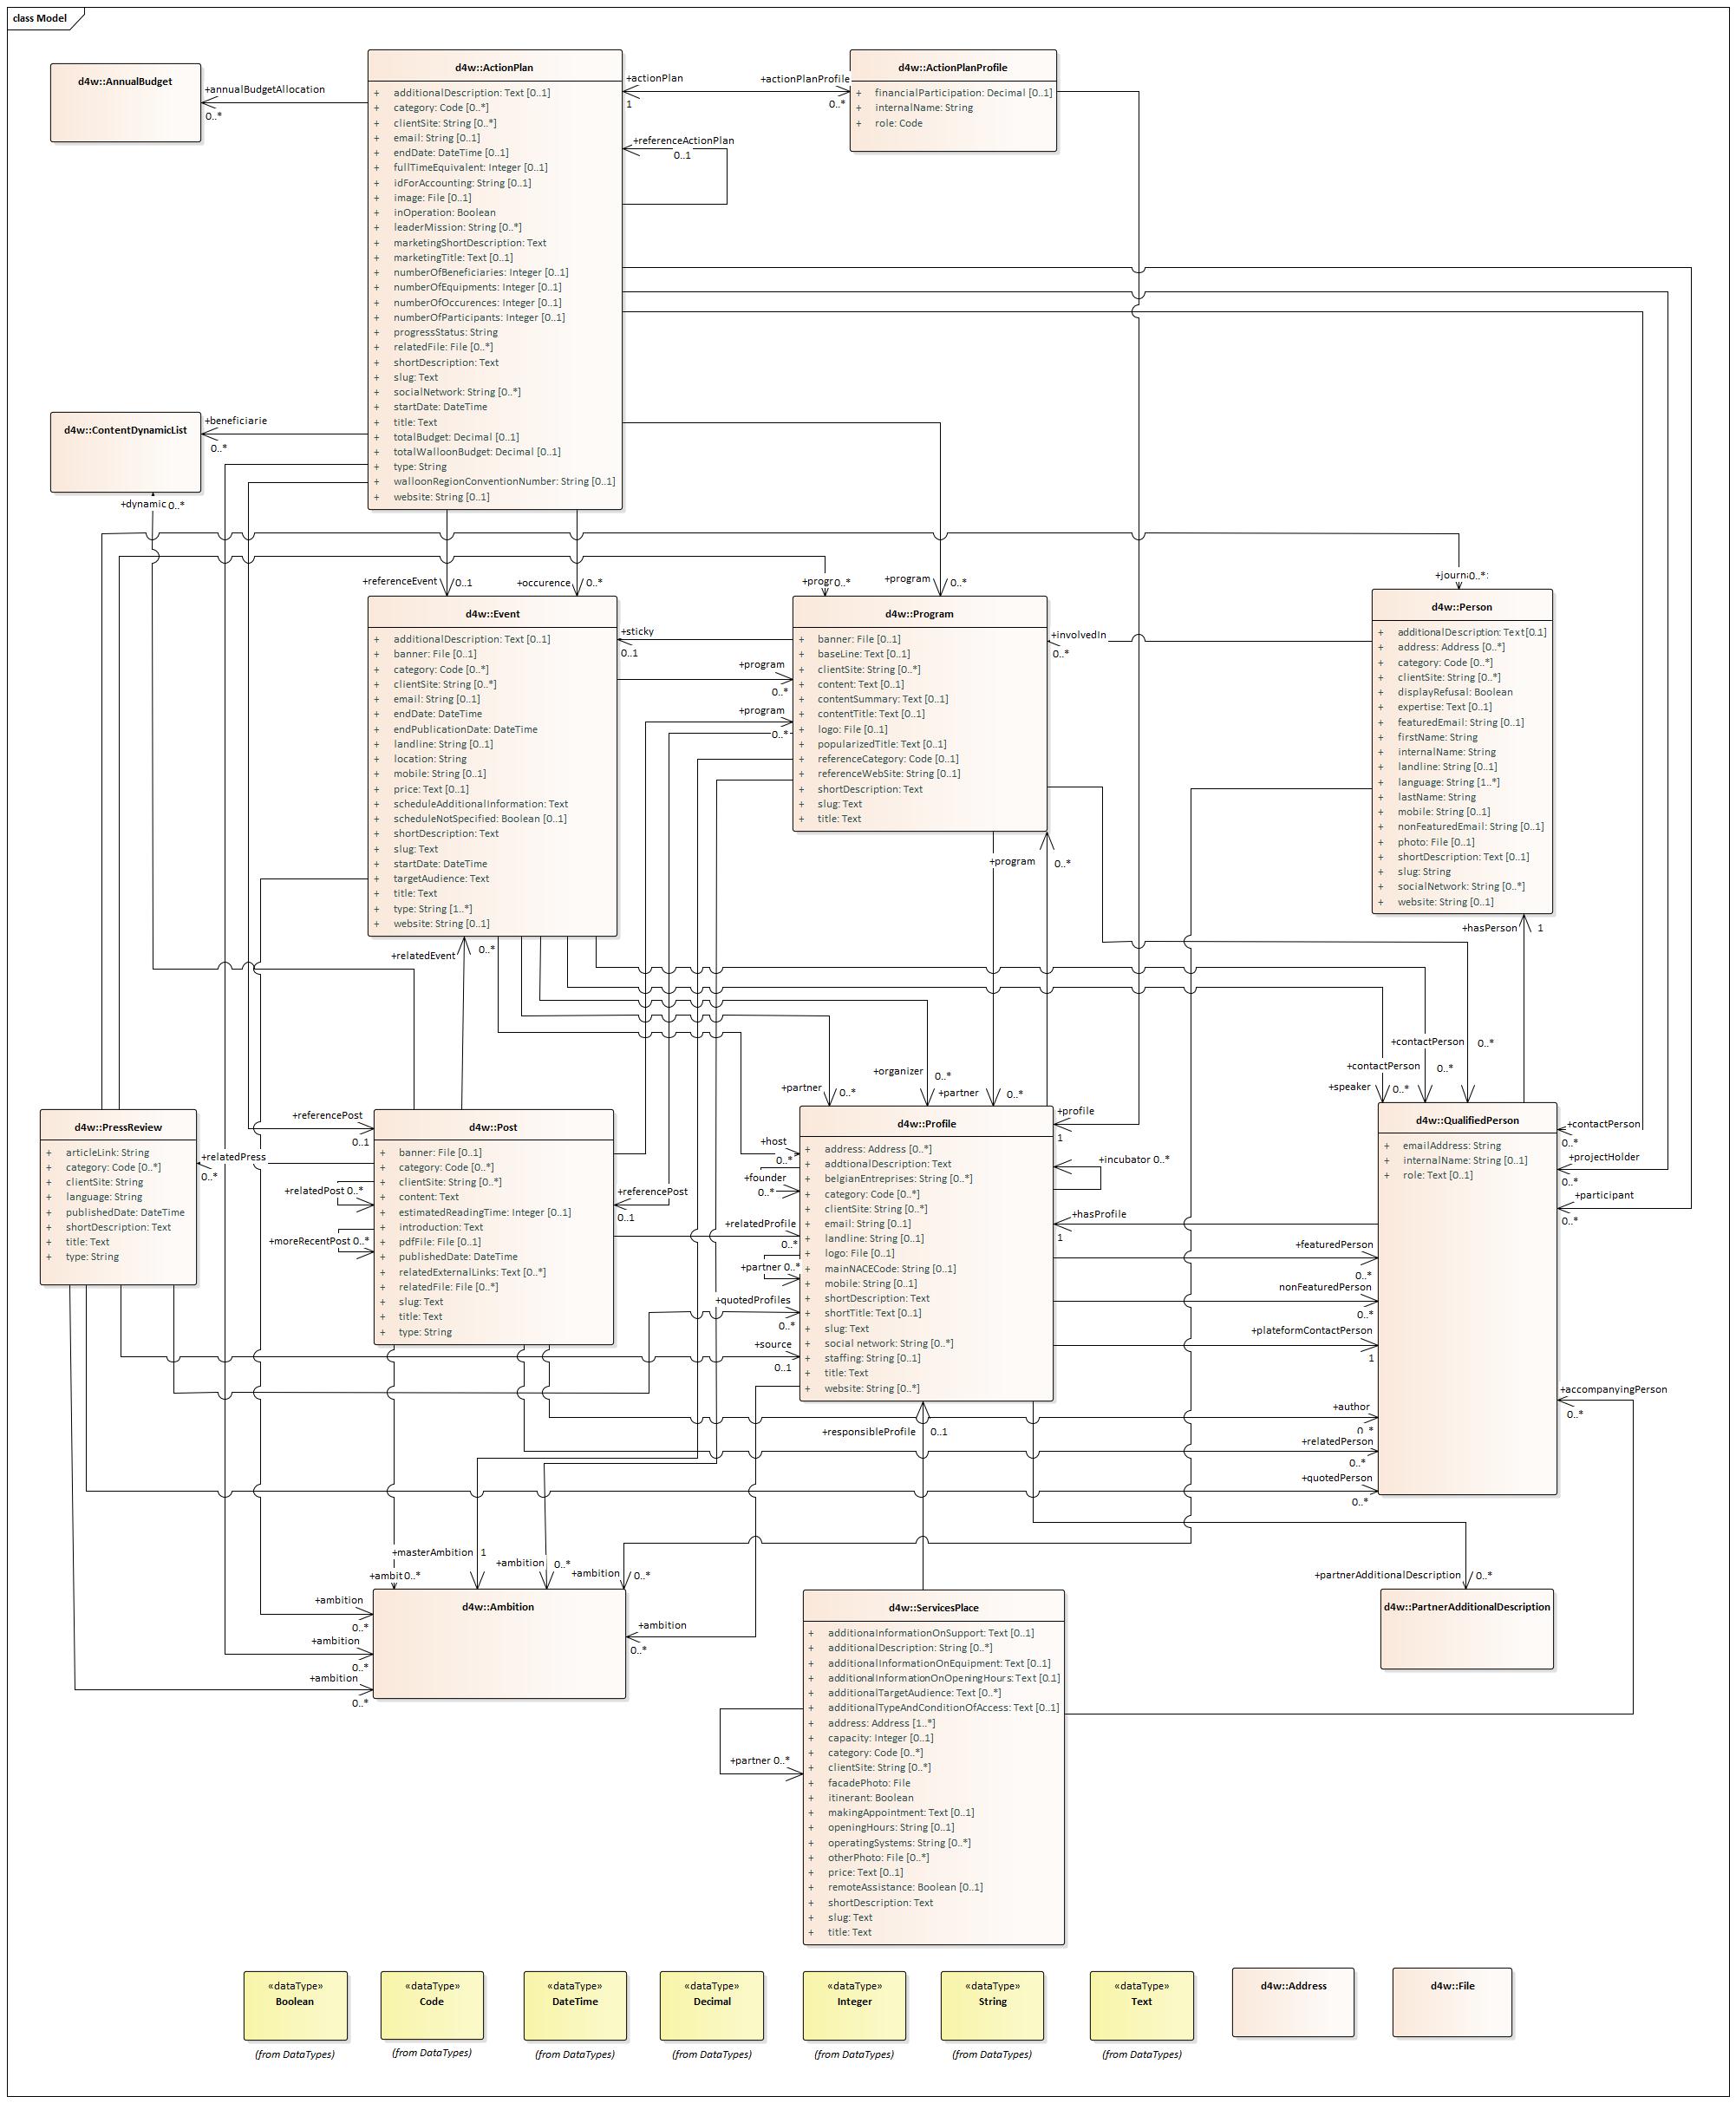 class Model
d4w::AnnualBudget
+annualBudgetAllocation
0..*
d4w::ActionPlan
+ additionalDescription: Text [0..1]
+ category: Code [0..*]
+ clientSite: String [0..*]
+ email: String [0..1]
+ endDate: DateTime [0..1]
+ fullTimeEquivalent: Integer [0..1]
+ idForAccounting: String [0..1]
+ image: File [0..1]
+ inOperation: Boolean
+ leaderMission: String [0..*]
+ marketingShortDescription: Text
+ marketingTitle: Text [0..1]
+ numberOfBeneficiaries: Integer [0..1]
+ numberOfEquipments: Integer [0..1]
+ numberOfOccurences: Integer [0..1]
+ numberOfParticipants: Integer [0..1]
+ progressStatus: String
+ relatedFile: File [0..*]
+ shortDescription: Text
+ slug: Text
+ socialNetwork: String [0..*]
+ startDate: DateTime
+ title: Text
+ totalBudget: Decimal [0..1]
+ totalWalloonBudget: Decimal [0..1]
+ type: String
+ walloonRegionConventionNumber: String [0..1]
+ website: String [0..1]
+actionPlan
1
+actionPlanProfile
0..*
+referenceActionPlan
0..1
d4w::ActionPlanProfile
+ financialParticipation: Decimal [0..1]
+ internalName: String
+ role: Code
d4w::ContentDynamicList
+beneficiarie
0..*
+dynamic 0..*
+referenceEvent 0..1
+occurence 0..*
+progr 0..*
+program 0..*
+journ 0..*
d4w::Event
+ additionalDescription: Text [0..1]
+ banner: File [0..1]
+ category: Code [0..*]
+ clientSite: String [0..*]
+ email: String [0..1]
+ endDate: DateTime
+ endPublicationDate: DateTime
+ landline: String [0..1]
+ location: String
+ mobile: String [0..1]
+ price: Text [0..1]
+ scheduleAdditionalInformation: Text
+ scheduleNotSpecified: Boolean [0..1]
+ shortDescription: Text
+ slug: Text
+ startDate: DateTime
+ targetAudience: Text
+ title: Text
+ type: String [1..*]
+ website: String [0..1]
+sticky
0..1
+program
0..*
+program
0..*
d4w::Program
+ banner: File [0..1]
+ baseLine: Text [0..1]
+ clientSite: String [0..*]
+ content: Text [0..1]
+ contentSummary: Text [0..1]
+ contentTitle: Text [0..1]
+ logo: File [0..1]
+ popularizedTitle: Text [0..1]
+ referenceCategory: Code [0..1]
+ referenceWebSite: String [0..1]
+ shortDescription: Text
+ slug: Text
+ title: Text
+involvedIn
0..*
+program 0..*
d4w::Person
+ additionalDescription: Text[0.1]
+ address: Address [0..*]
+ category: Code [0..*]
+ clientSite: String [0..*]
+ displayRefusal: Boolean
+ expertise: Text [0..1]
+ featuredEmail: String [0..1]
+ firstName: String
+ internalName: String
+ landline: String [0..1]
+ language: String [1..*]
+ lastName: String
+ mobile: String [0..1]
+ nonFeaturedEmail: String [0..1]
+ photo: File [0..1]
+ shortDescription: Text [0..1]
+ slug: String
+ socialNetwork: String [0..*]
+ website: String [0..1]
+hasPerson 1
+relatedEvent 0..*
+contactPerson 0..*
+contactPerson 0..*
+speaker 0..*
+partner 0..*
+organizer 0..*
+partner 0..*
d4w::PressReview
+ articleLink: String
+ category: Code [0..*]
+ clientSite: String
+ language: String
+ publishedDate: DateTime
+ shortDescription: Text
+ title: Text
+ type: String
+referencePost
0..1
+relatedPress
0..*
+relatedPost 0..*
+moreRecentPost 0..*
d4w::Post
+ banner: File [0..1]
+ category: Code [0..*]
+ clientSite: String [0..*]
+ content: Text
+ estimatedReadingTime: Integer [0..1]
+ introduction: Text
+ pdfFile: File [0..1]
+ publishedDate: DateTime
+ relatedExternalLinks: Text [0..*]
+ relatedFile: File [0..*]
+ slug: Text
+ title: Text
+ type: String
+referencePost
0..1
+host
0..*
+founder
0..*
+relatedProfile
0..*
+partner 0..*
+quotedProfiles
0..*
+source
0..1
d4w::Profile
+ address: Address [0..*]
+ addtionalDescription: Text
+ belgianEntreprises: String [0..*]
+ category: Code [0..*]
+ clientSite: String [0..*]
+ email: String [0..1]
+ landline: String [0..1]
+ logo: File [0..1]
+ mainNACECode: String [0..1]
+ mobile: String [0..1]
+ shortDescription: Text
+ shortTitle: Text [0..1]
+ slug: Text
+ social network: String [0..*]
+ staffing: String [0..1]
+ title: Text
+ website: String [0..*]
+profile
1
+incubator 0..*
+hasProfile
1
+featuredPerson
0..*
nonFeaturedPerson
0..*
+plateformContactPerson
1
+author
0..*
+relatedPerson
0..*
+quotedPerson
0..*
d4w::QualifiedPerson
+ emailAddress: String
+ internalName: String [0..1]
+ role: Text [0..1]
+contactPerson
0..*
+projectHolder
0..*
+participant
0..*
+accompanyingPerson
0..*
+responsibleProfile 0..1
+masterAmbition 1
+ambit 0..*
+ambition 0..*
+ambition 0..*
+ambition
0..*
+ambition
0..*
+ambition
0..*
d4w::Ambition
+ambition
0..*
+partnerAdditionalDescription 0..*
d4w::PartnerAdditionalDescription
d4w::ServicesPlace
+ additionaInformationOnSupport: Text [0..1]
+ additionalDescription: String [0..*]
+ additionalInformationOnEquipment: Text [0..1]
+ additionalInformationOnOpeningHours: Text [0.1]
+ additionalTargetAudience: Text [0..*]
+ additionalTypeAndConditionOfAccess: Text [0..1]
+ address: Address [1..*]
+ capacity: Integer [0..1]
+ category: Code [0..*]
+ clientSite: String [0..*]
+ facadePhoto: File
+ itinerant: Boolean
+ makingAppointment: Text [0..1]
+ openingHours: String [0..1]
+ operatingSystems: String [0..*]
+ otherPhoto: File [0..*]
+ price: Text [0..1]
+ remoteAssistance: Boolean [0..1]
+ shortDescription: Text
+ slug: Text
+ title: Text
+partner 0..*
«dataType»
Boolean
(from DataTypes)
«dataType»
Code
(from DataTypes)
«dataType»
DateTime
(from DataTypes)
«dataType»
Decimal
(from DataTypes)
«dataType»
Integer
(from DataTypes)
«dataType»
String
(from DataTypes)
«dataType»
Text
(from DataTypes)
d4w::Address
d4w::File